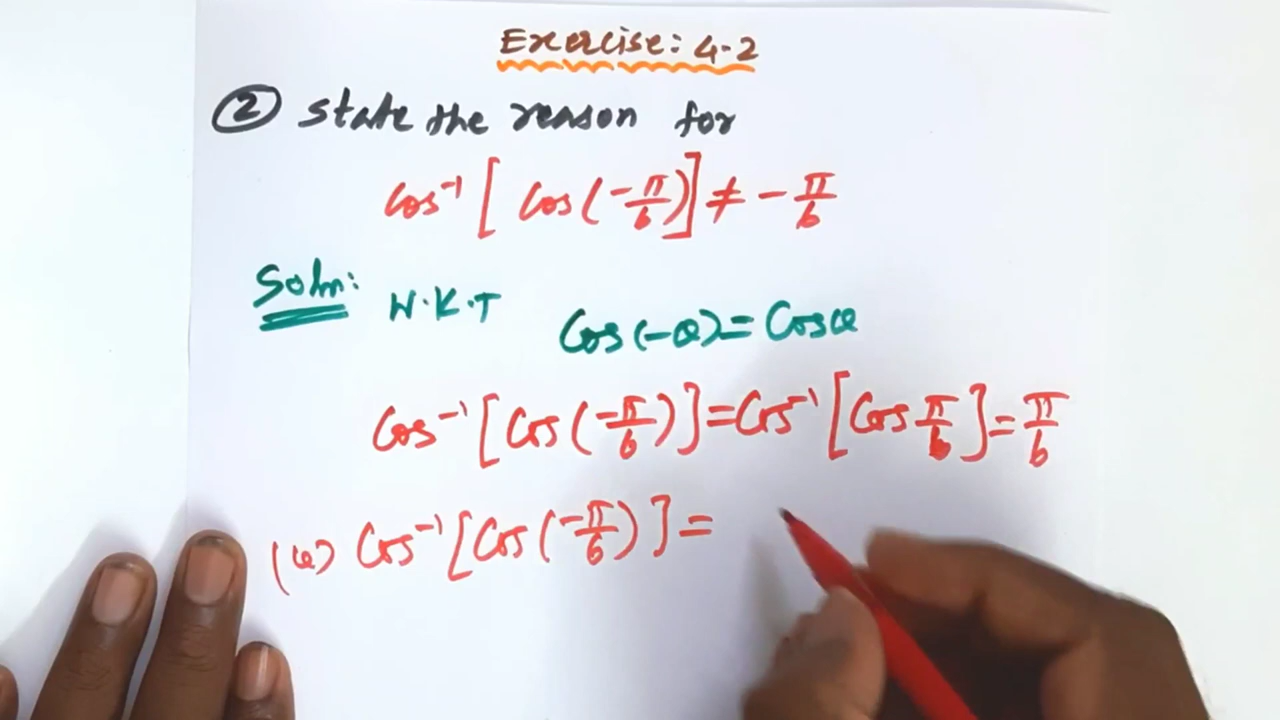 Exercise: 4.2
② State the reason for
Cos⁻¹ [ Cos(-π/6)] ≠ - π/6
Soln: W.K.T
Cos(-θ) = Cosθ
Cos⁻¹ [Cos(-π/6)] = Cos⁻¹ [Cos π/6] = π/6
(ie) Cos⁻¹ [Cos(-π/6)] =